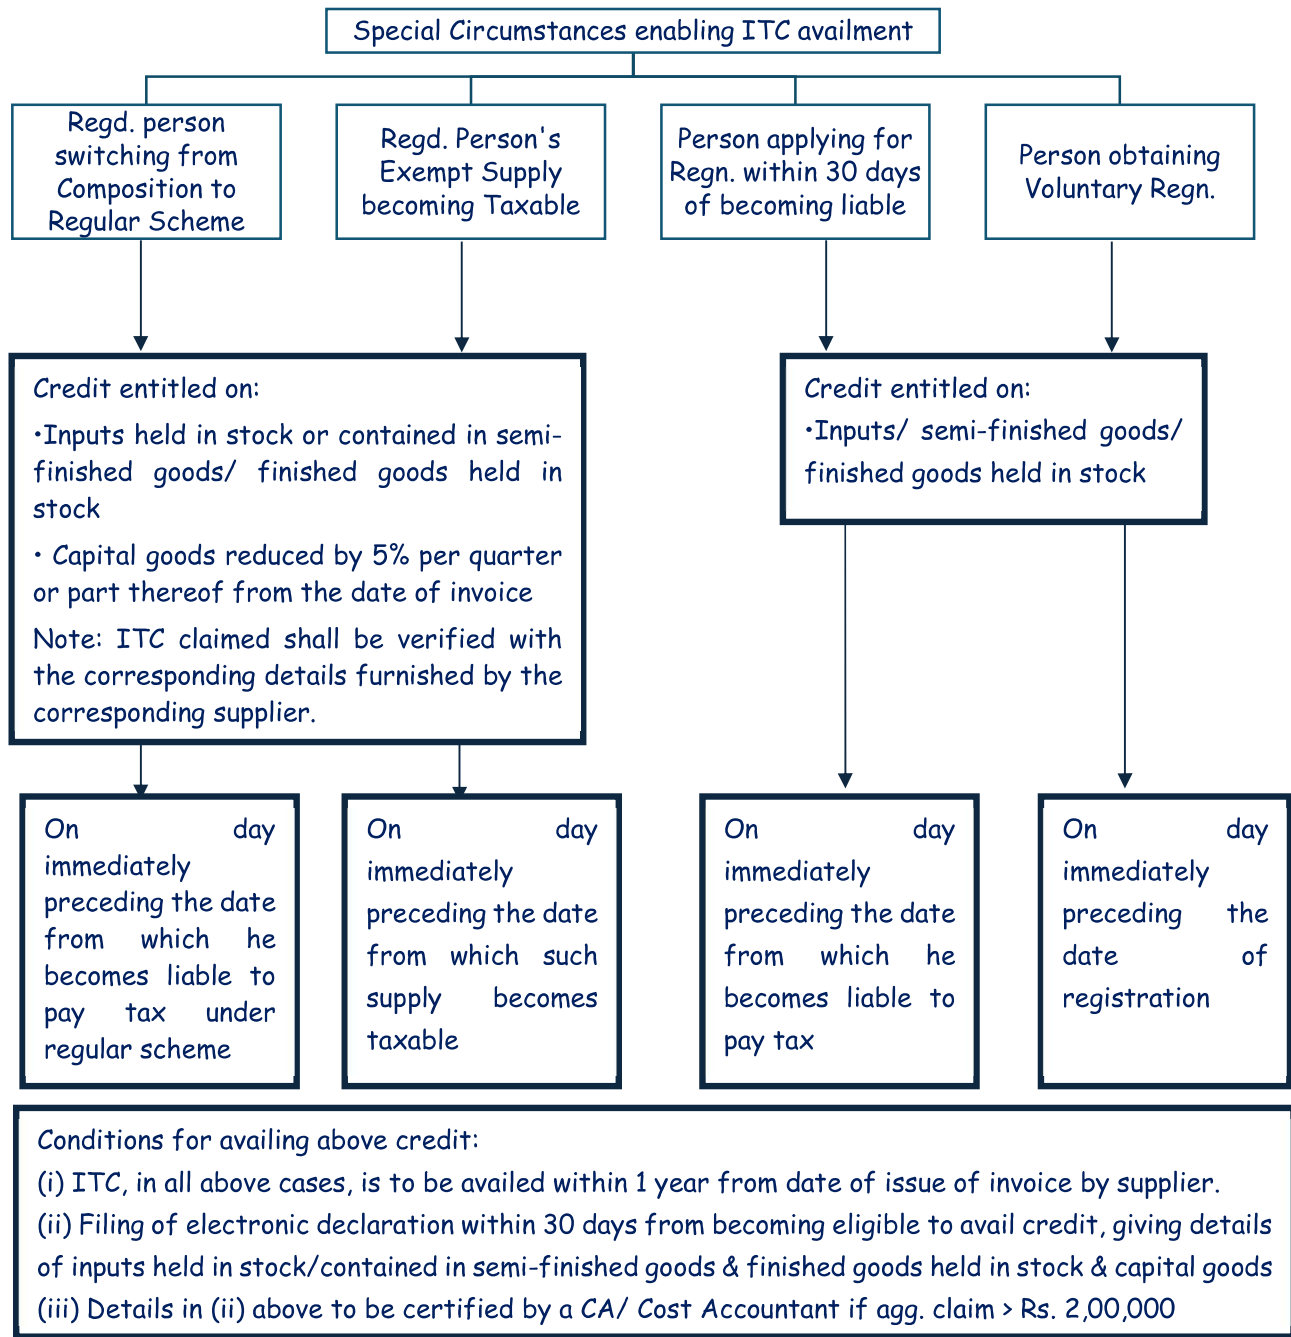 Special Circumstances enabling ITC availment
Regd. person
switching from
Composition to
Regular Scheme
Regd. Person's
Exempt Supply
becoming Taxable
Person applying for
Regn. within 30 days
of becoming liable
Person obtaining
Voluntary Regn.
Credit entitled on:
•Inputs held in stock or contained in semi-
finished goods/ finished goods held in
stock
• Capital goods reduced by 5% per quarter
or part thereof from the date of invoice
Note: ITC claimed shall be verified with
the corresponding details furnished by the
corresponding supplier.
Credit entitled on:
•Inputs/ semi-finished goods/
finished goods held in stock
On day
immediately
preceding the date
from which he
becomes liable to
pay tax under
regular scheme
On day
immediately
preceding the date
from which such
supply becomes
taxable
On day
immediately
preceding the date
from which he
becomes liable to
pay tax
On day
immediately
preceding the
date of
registration
Conditions for availing above credit:
(i) ITC, in all above cases, is to be availed within 1 year from date of issue of invoice by supplier.
(ii) Filing of electronic declaration within 30 days from becoming eligible to avail credit, giving details
of inputs held in stock/contained in semi-finished goods & finished goods held in stock & capital goods
(iii) Details in (ii) above to be certified by a CA/ Cost Accountant if agg. claim > Rs. 2,00,000